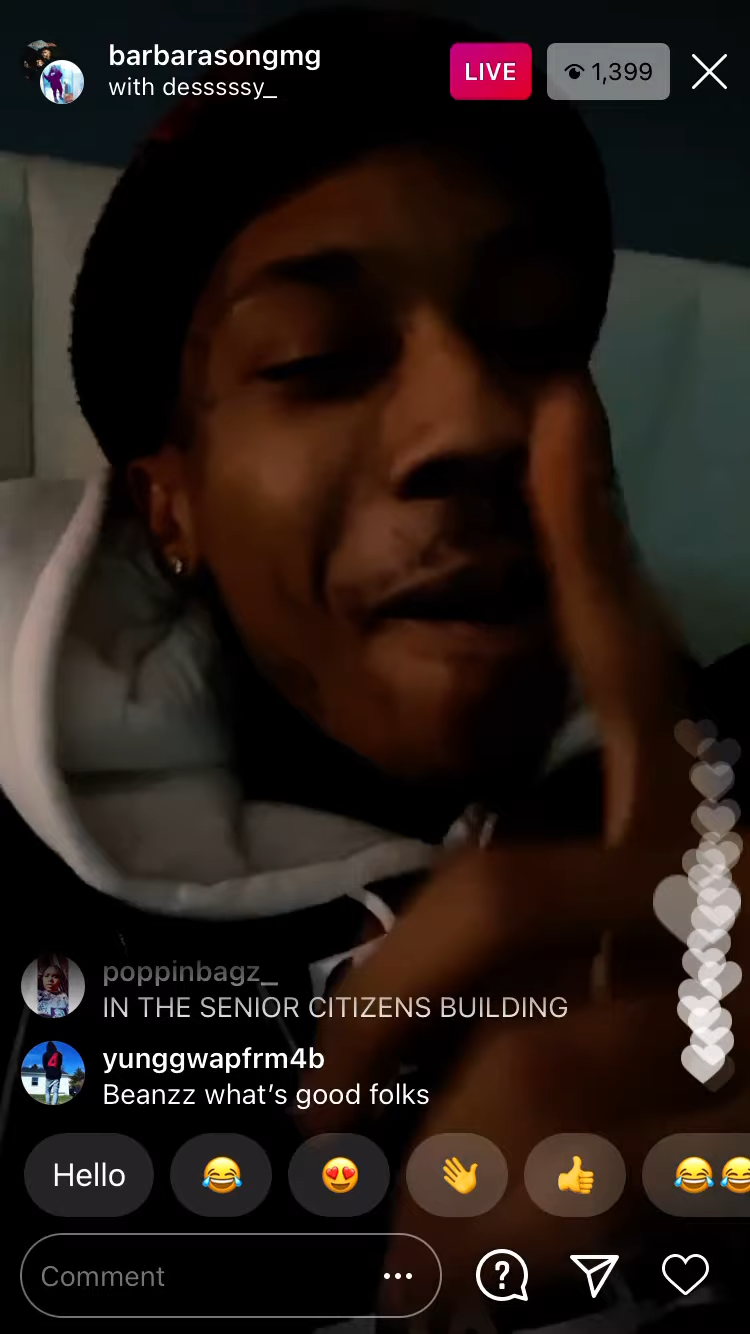 barbarasongmg
with desssssy_
LIVE
1,399
poppinbagz_
IN THE SENIOR CITIZENS BUILDING
yunggwapfrm4b
Beanzz what’s good folks
Hello
Comment